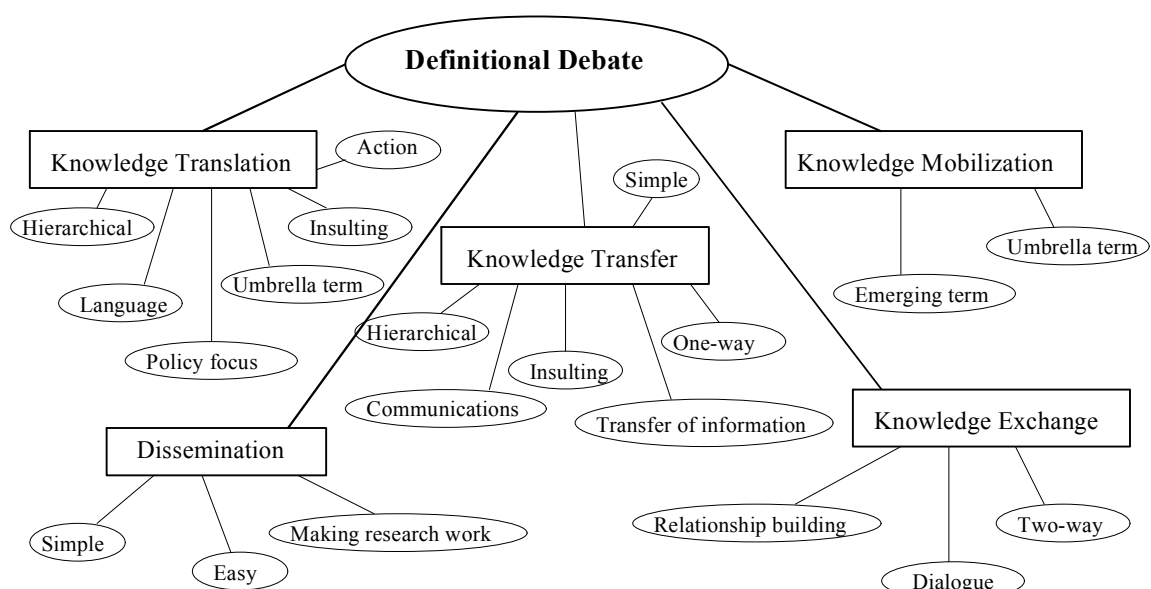 Definitional Debate
Knowledge Translation
Action
Hierarchical
Insulting
Language
Umbrella term
Policy focus
Simple
Knowledge Transfer
Hierarchical
One-way
Insulting
Communications
Transfer of information
Knowledge Mobilization
Umbrella term
Emerging term
Dissemination
Simple
Easy
Making research work
Knowledge Exchange
Relationship building
Two-way
Dialogue